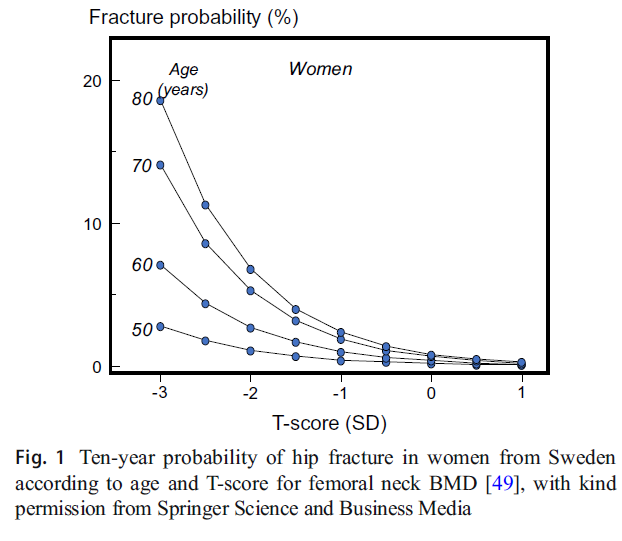 Fracture probability (%)
Age
(years)
Women
20
80
70
10
60
50
0
-3 -2 -1 0 1
T-score (SD)
Fig. 1 Ten-year probability of hip fracture in women from Sweden
according to age and T-score for femoral neck BMD [49], with kind
permission from Springer Science and Business Media